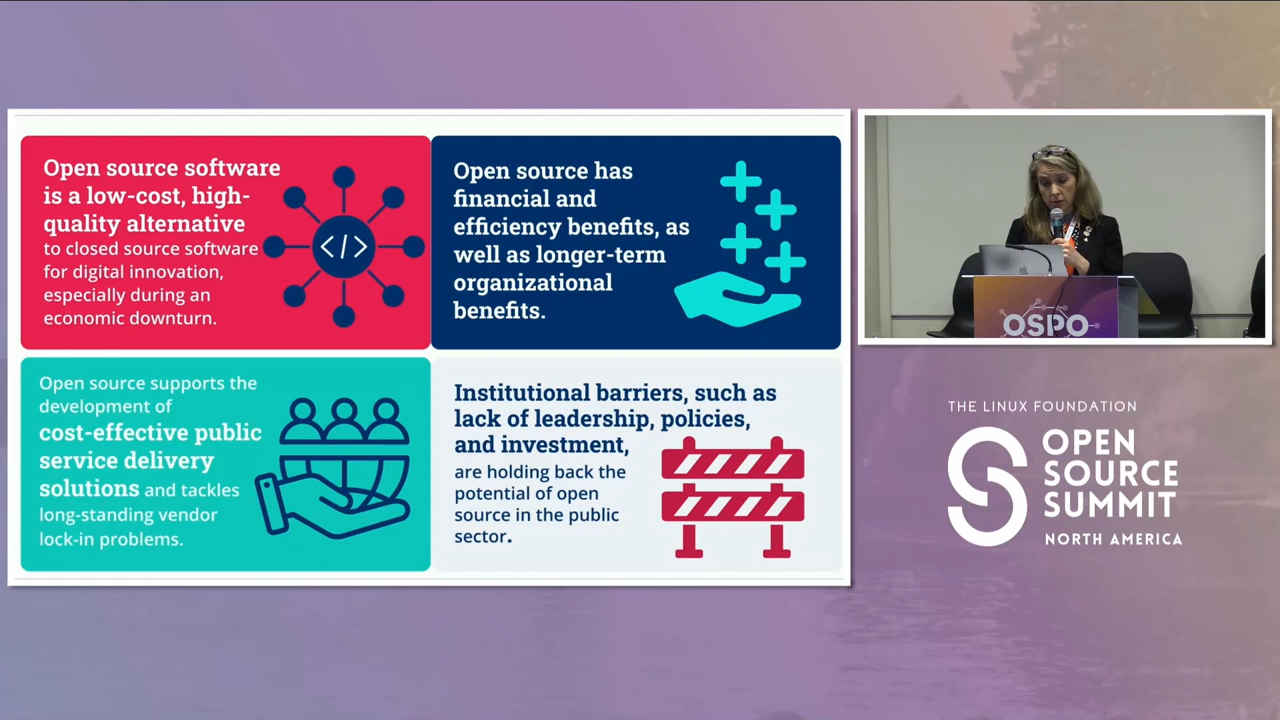 Open source software
is a low-cost, high-
quality alternative
to closed source software
for digital innovation,
especially during an
economic downturn.
</>
Open source has
financial and
efficiency benefits, as
well as longer-term
organizational
benefits.
Open source supports the
development of
cost-effective public
service delivery
solutions and tackles
long-standing vendor
lock-in problems.
Institutional barriers, such as
lack of leadership, policies,
and investment,
are holding back the
potential of open
source in the public
sector.
OSPO
THE LINUX FOUNDATION
OPEN
SOURCE
SUMMIT
NORTH AMERICA